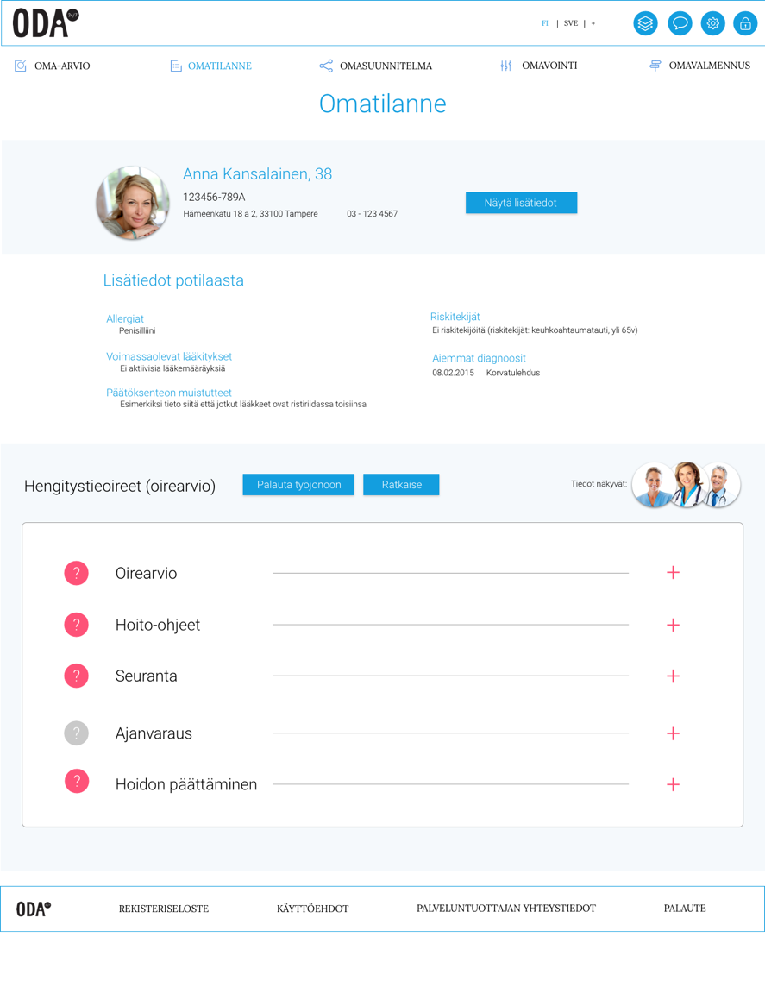 ODA 24/7
FI | SVE | +
OMA-ARVIO
OMATILANNE
OMASUUNNITELMA
OMAVOINTI
OMAVALMENNUS
Omatilanne
Anna Kansalainen, 38
123456-789A
Hämeenkatu 18 a 2, 33100 Tampere
03 - 123 4567
Näytä lisätiedot
Lisätiedot potilaasta
Allergiat
Penisilliini
Voimassaolevat lääkitykset
Ei aktiivisia lääkemääräyksiä
Päätöksenteon muistutteet
Esimerkiksi tieto siitä että jotkut lääkkeet ovat ristiriidassa toisiinsa
Riskitekijät
Ei riskitekijöitä (riskitekijät: keuhkoahtaumatauti, yli 65v)
Aiemmat diagnoosit
08.02.2015 Korvatulehdus
Hengitystieoireet (oirearvio)
Palauta työjonoon
Ratkaise
Tiedot näkyvät:
? Oirearvio +
? Hoito-ohjeet +
? Seuranta +
? Ajanvaraus +
? Hoidon päättäminen +
ODA
REKISTERISELOSTE
KÄYTTÖEHDOT
PALVELUNTUOTTAJAN YHTEYSTIEDOT
PALAUTE